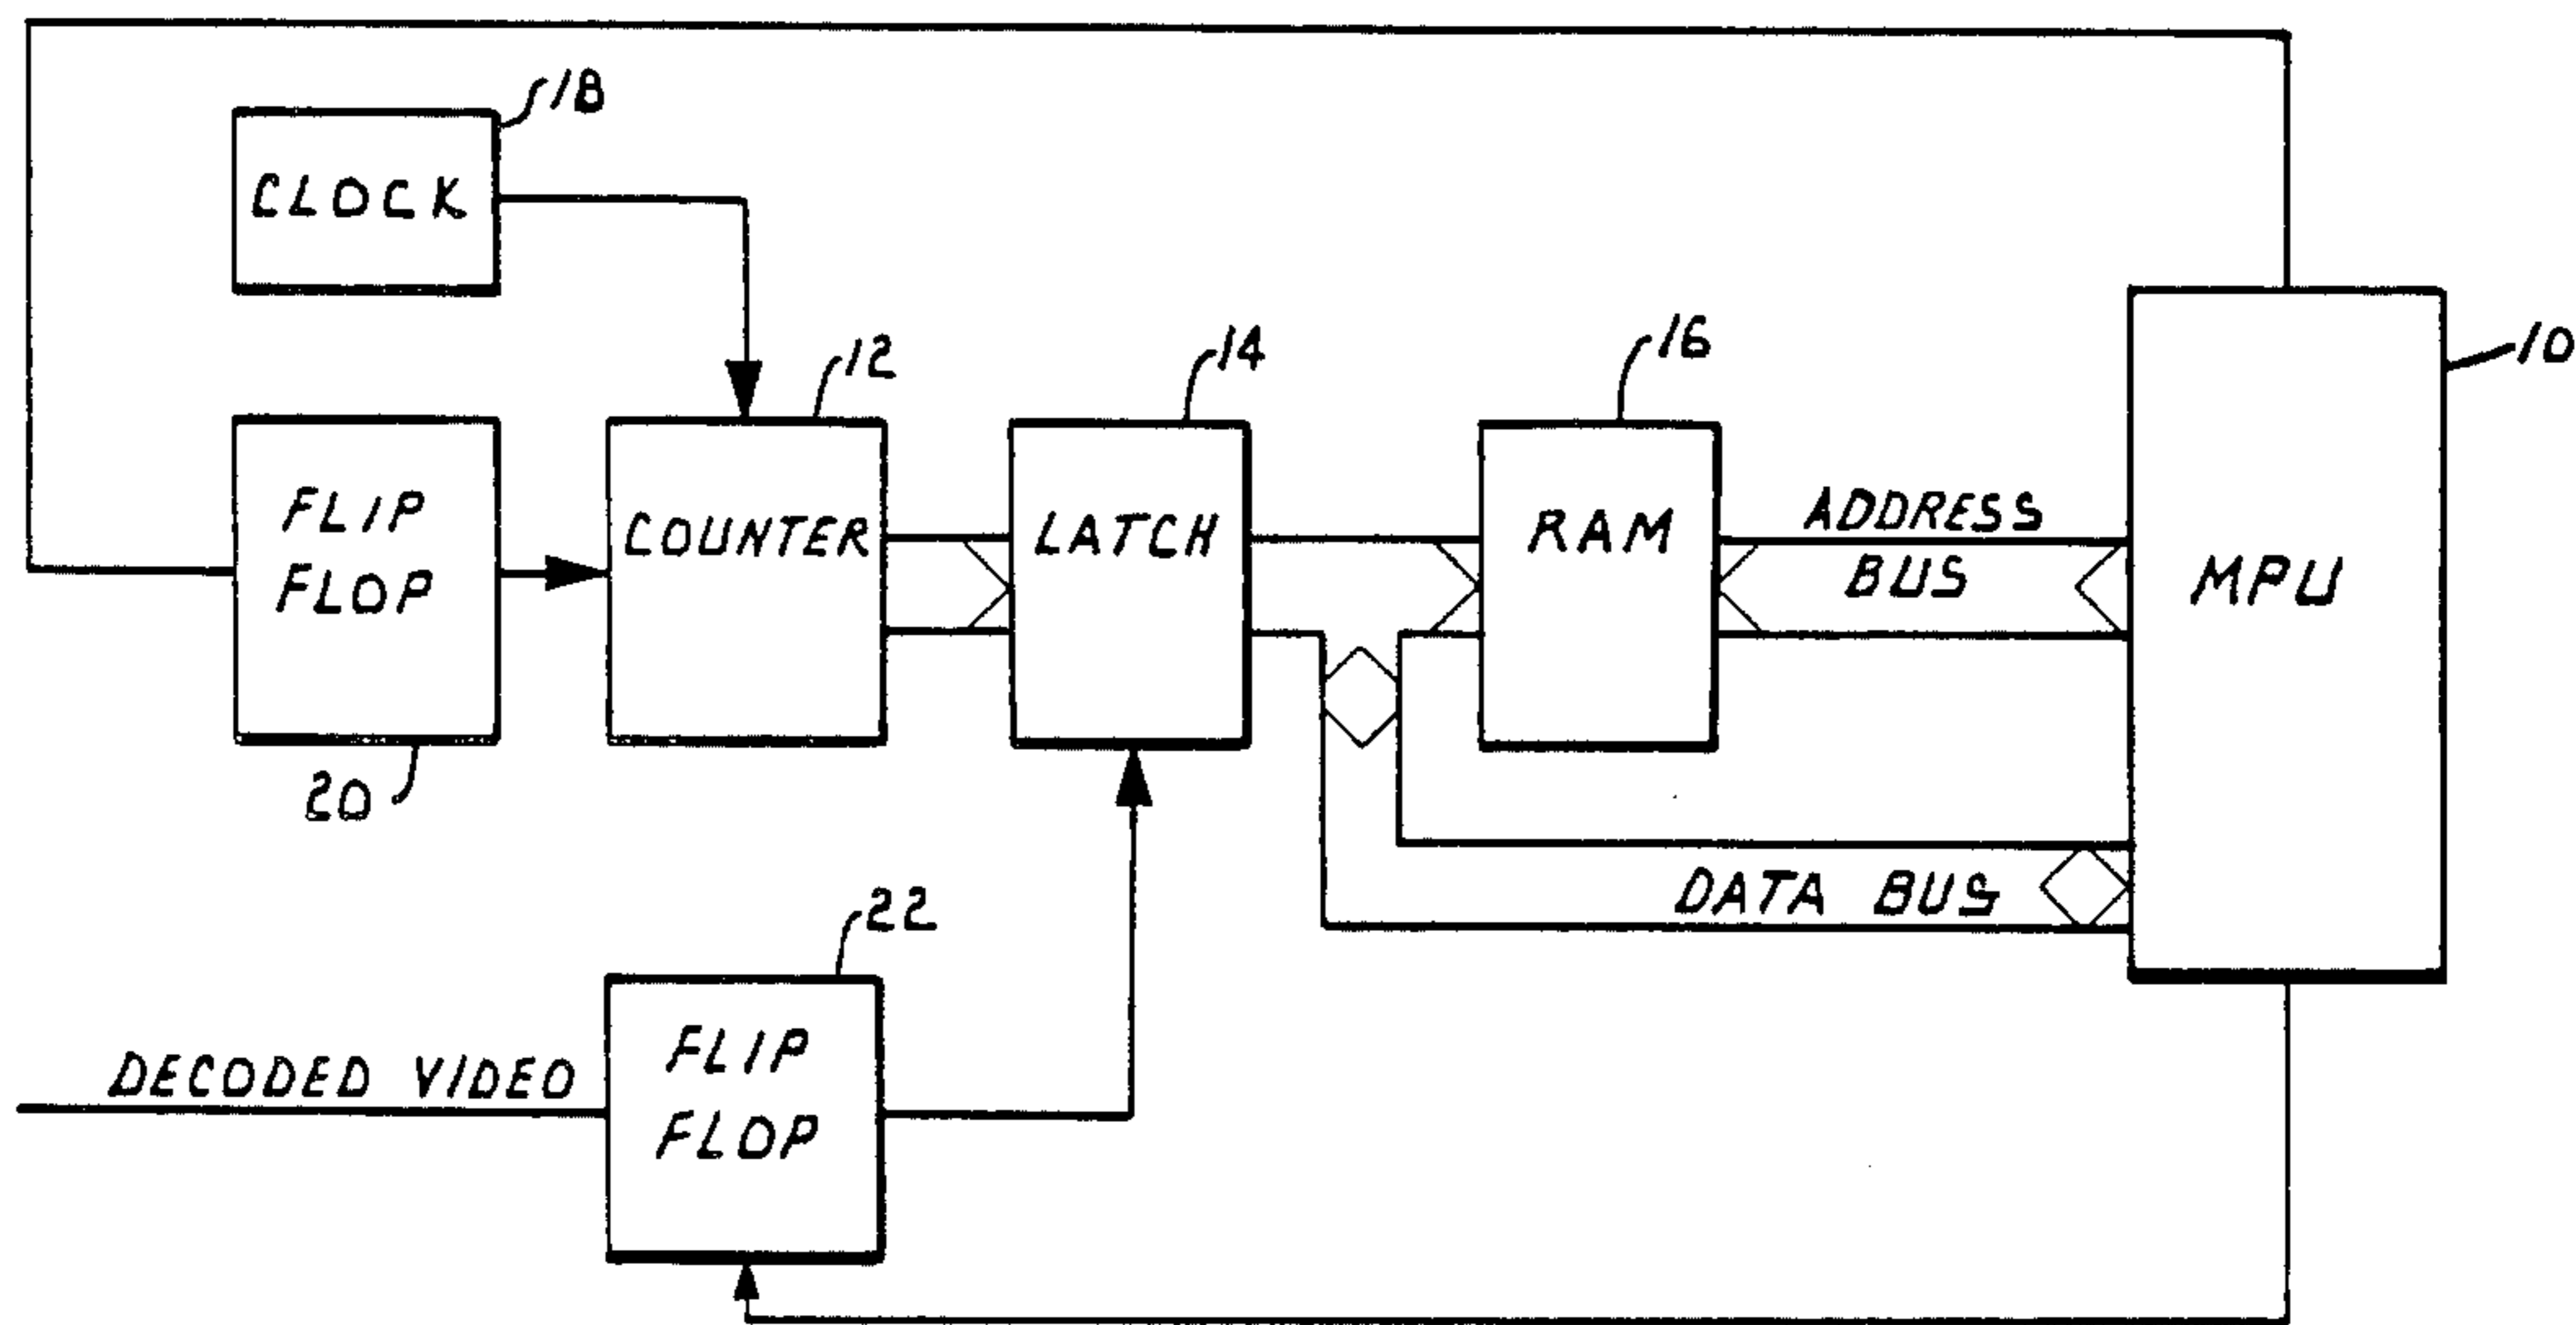 18
CLOCK
12
14
16
10
FLIP
FLOP
COUNTER
LATCH
RAM
ADDRESS
BUS
MPU
20
22
DATA BUS
DECODED VIDEO
FLIP
FLOP